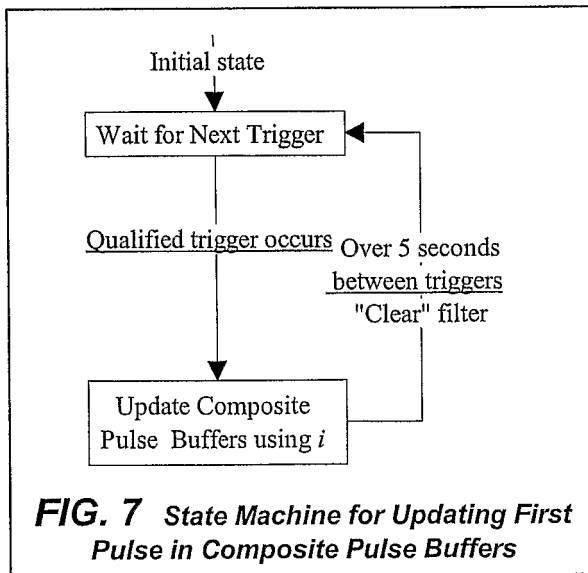 Initial state
Wait for Next Trigger
Qualified trigger occurs
Over 5 seconds
between triggers
"Clear" filter
Update Composite
Pulse Buffers using i
FIG. 7 State Machine for Updating First
Pulse in Composite Pulse Buffers